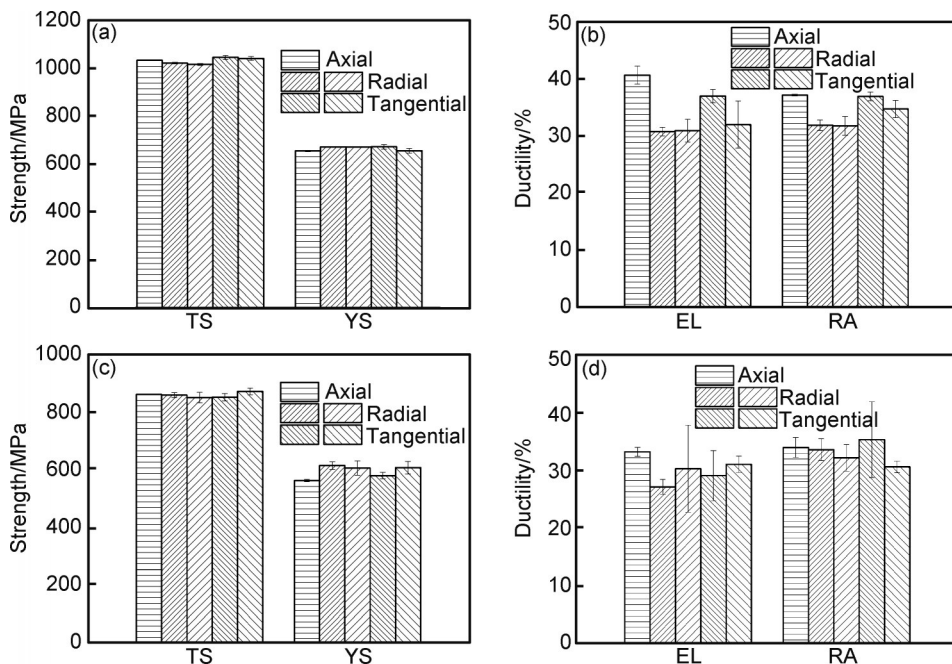 1200
(a)
Axial
1000
Radial
Tangential
800
Strength/MPa
600
400
200
0
TS YS
50
(b)
Axial
Radial
40
Tangential
Ductility/%
30
20
10
0
EL RA
1000
(c)
Axial
800
Radial
Tangential
Strength/MPa
600
400
200
0
TS YS
50
(d)
Axial
Radial
40
Tangential
Ductility/%
30
20
10
0
EL RA